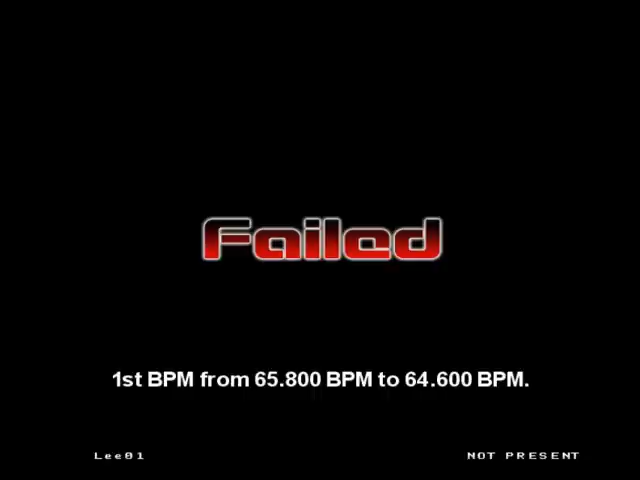 Failed
1st BPM from 65.800 BPM to 64.600 BPM.
Lee01
NOT PRESENT